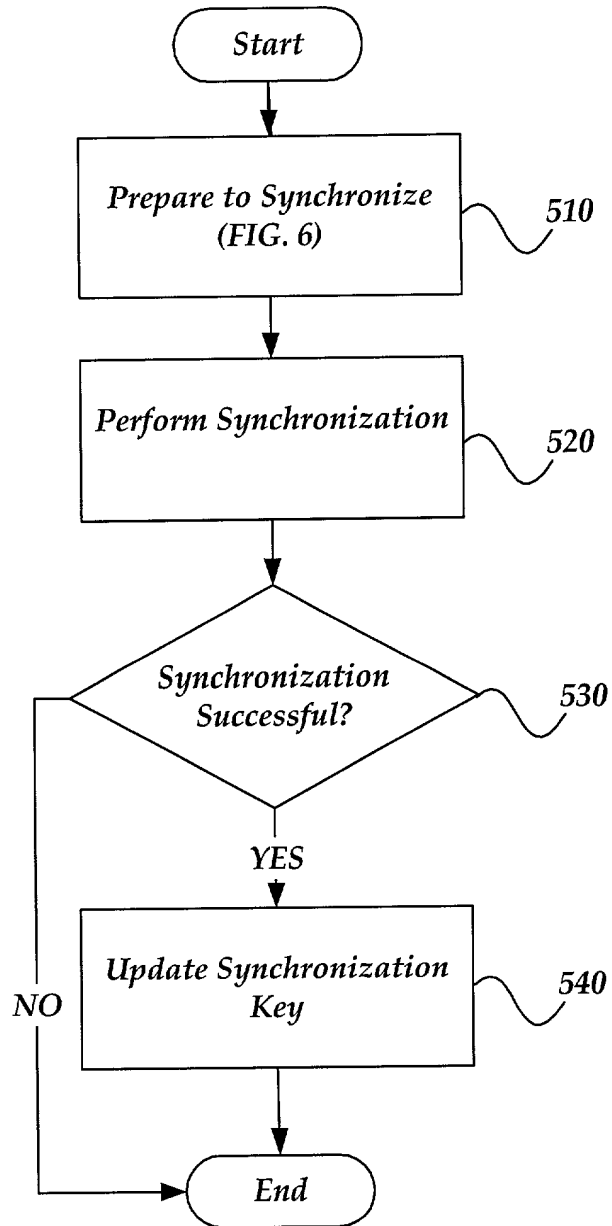 Start
Prepare to Synchronize
(FIG. 6)
510
Perform Synchronization
520
Synchronization
Successful?
530
YES
Update Synchronization
Key
540
NO
End